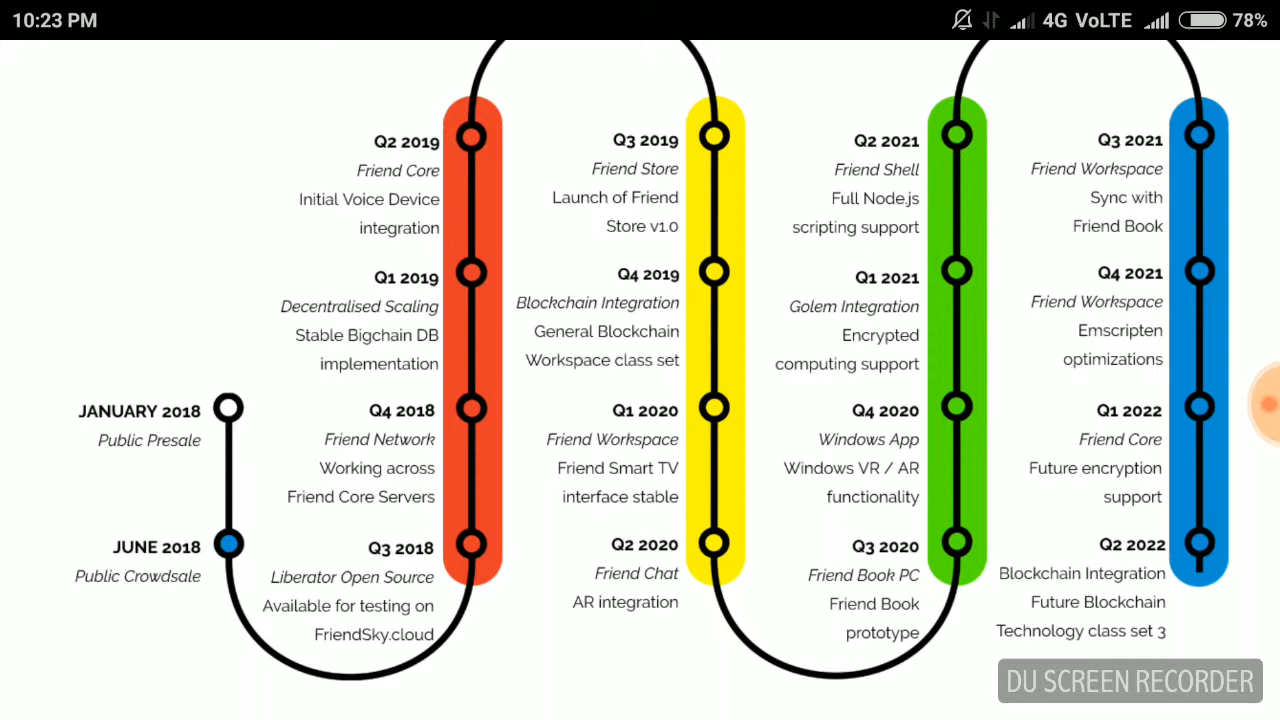 10:23 PM
4G VoLTE
78%
JANUARY 2018
Public Presale
JUNE 2018
Public Crowdsale
Q2 2019
Friend Core
Initial Voice Device
integration
Q1 2019
Decentralised Scaling
Stable Bigchain DB
implementation
Q4 2018
Friend Network
Working across
Friend Core Servers
Q3 2018
Liberator Open Source
Available for testing on
FriendSky.cloud
Q3 2019
Friend Store
Launch of Friend
Store v1.0
Q4 2019
Blockchain Integration
General Blockchain
Workspace class set
Q1 2020
Friend Workspace
Friend Smart TV
interface stable
Q2 2020
Friend Chat
AR integration
Q2 2021
Friend Shell
Full Node.js
scripting support
Q1 2021
Golem Integration
Encrypted
computing support
Q4 2020
Windows App
Windows VR / AR
functionality
Q3 2020
Friend Book PC
Friend Book
prototype
Q3 2021
Friend Workspace
Sync with
Friend Book
Q4 2021
Friend Workspace
Emscripten
optimizations
Q1 2022
Friend Core
Future encryption
support
Q2 2022
Blockchain Integration
Future Blockchain
Technology class set 3
DU SCREEN RECORDER